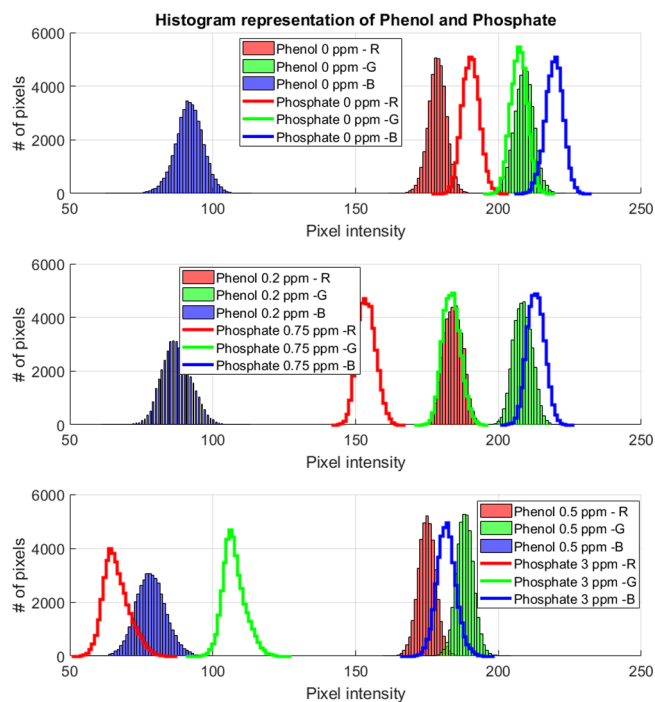 Histogram representation of Phenol and Phosphate
6000
4000
2000
0
# of pixels
Phenol 0 ppm - R
Phenol 0 ppm -G
Phenol 0 ppm -B
Phosphate 0 ppm -R
Phosphate 0 ppm -G
Phosphate 0 ppm -B
50 100 150 200 250
Pixel intensity
6000
4000
2000
0
# of pixels
Phenol 0.2 ppm - R
Phenol 0.2 ppm -G
Phenol 0.2 ppm -B
Phosphate 0.75 ppm -R
Phosphate 0.75 ppm -G
Phosphate 0.75 ppm -B
50 100 150 200 250
Pixel intensity
6000
4000
2000
0
# of pixels
Phenol 0.5 ppm - R
Phenol 0.5 ppm -G
Phenol 0.5 ppm -B
Phosphate 3 ppm -R
Phosphate 3 ppm -G
Phosphate 3 ppm -B
50 100 150 200 250
Pixel intensity